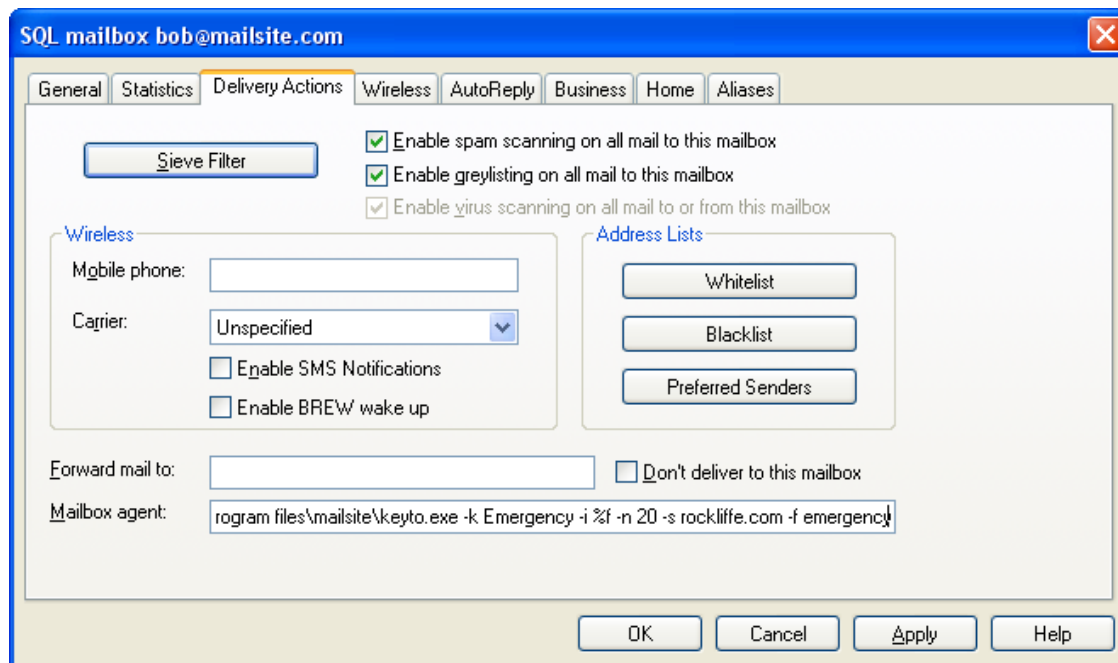 SQL mailbox bob@mailsite.com
General Statistics Delivery Actions Wireless AutoReply Business Home Aliases
Sieve Filter
Enable spam scanning on all mail to this mailbox
Enable greylisting on all mail to this mailbox
Enable virus scanning on all mail to or from this mailbox
Wireless
Mobile phone:
Carrier:
Unspecified
Enable SMS Notifications
Enable BREW wake up
Address Lists
Whitelist
Blacklist
Preferred Senders
Forward mail to:
Don't deliver to this mailbox
Mailbox agent:
rogram files\mailsite\keyto.exe -k Emergency -i %f -n 20 -s rockliffe.com -f emergency
OK Cancel Apply Help